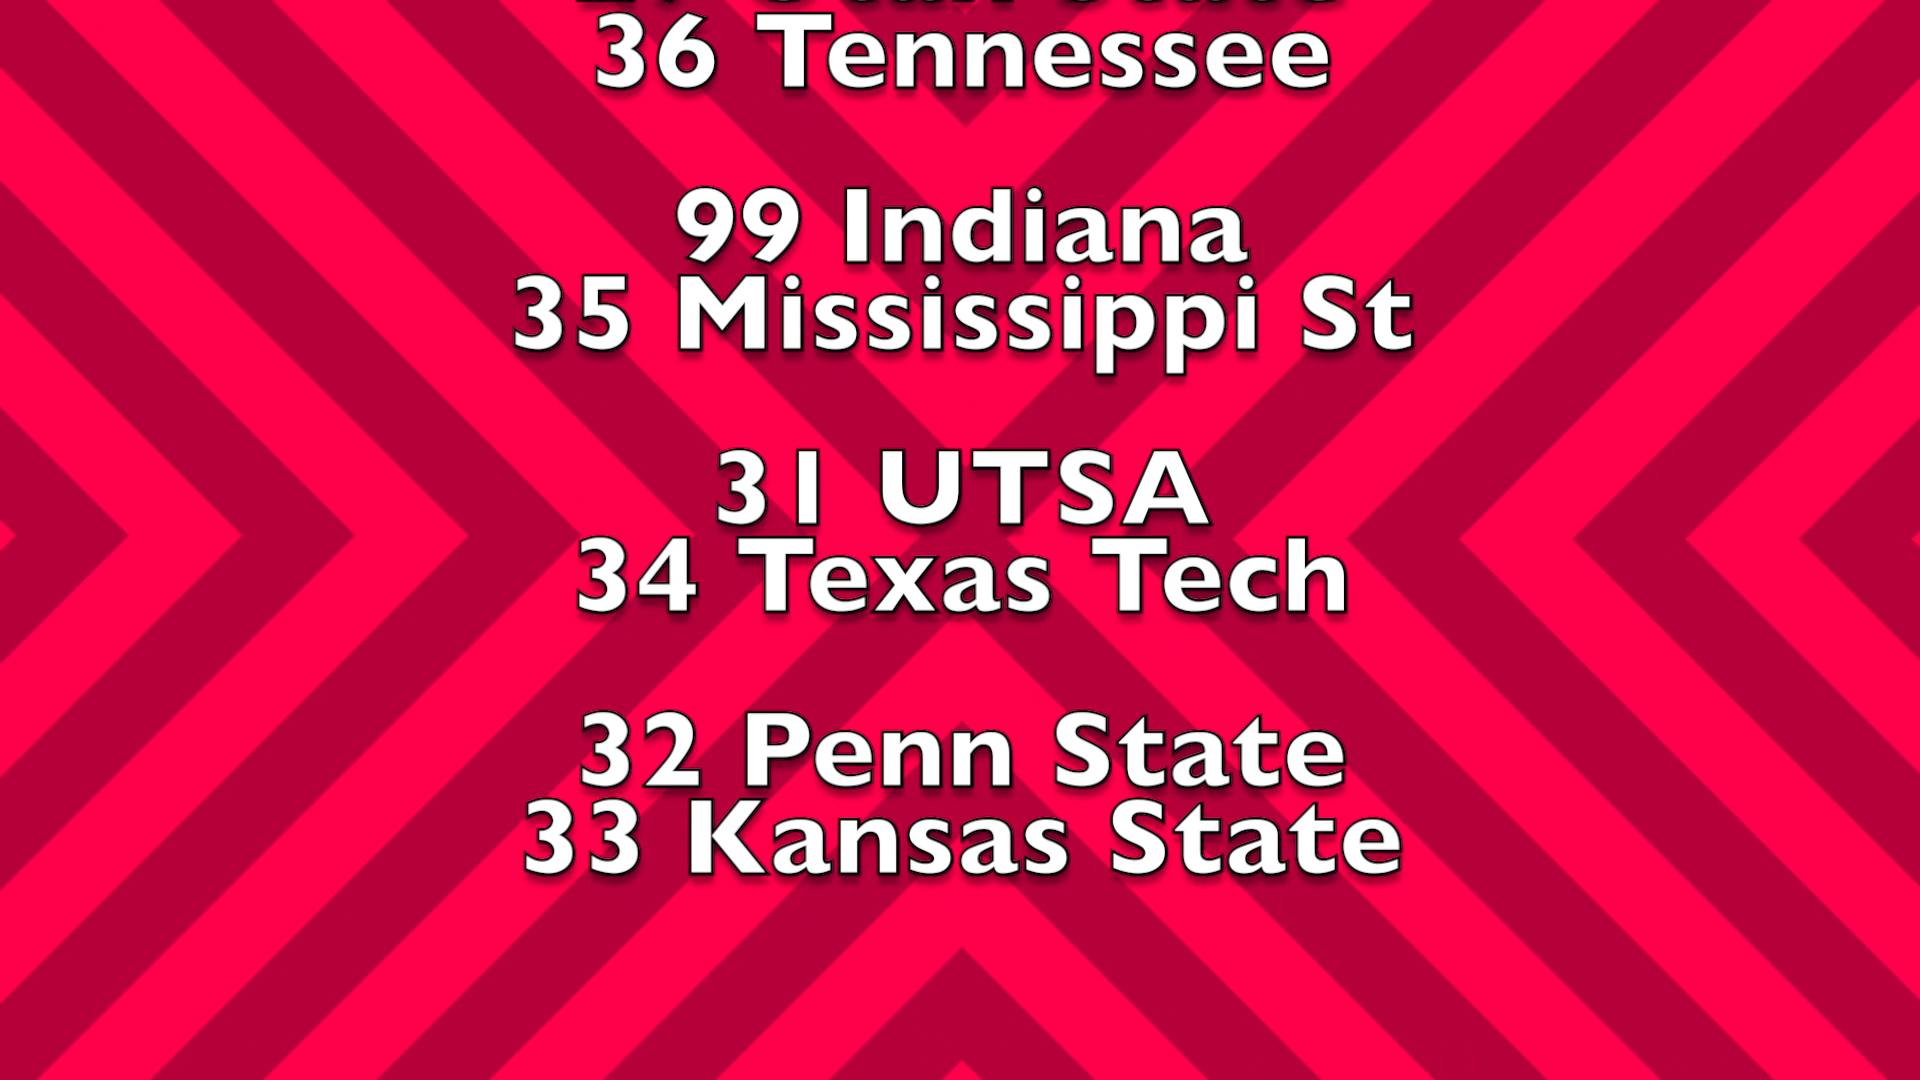 36 Tennessee
99 Indiana
35 Mississippi St
31 UTSA
34 Texas Tech
32 Penn State
33 Kansas State